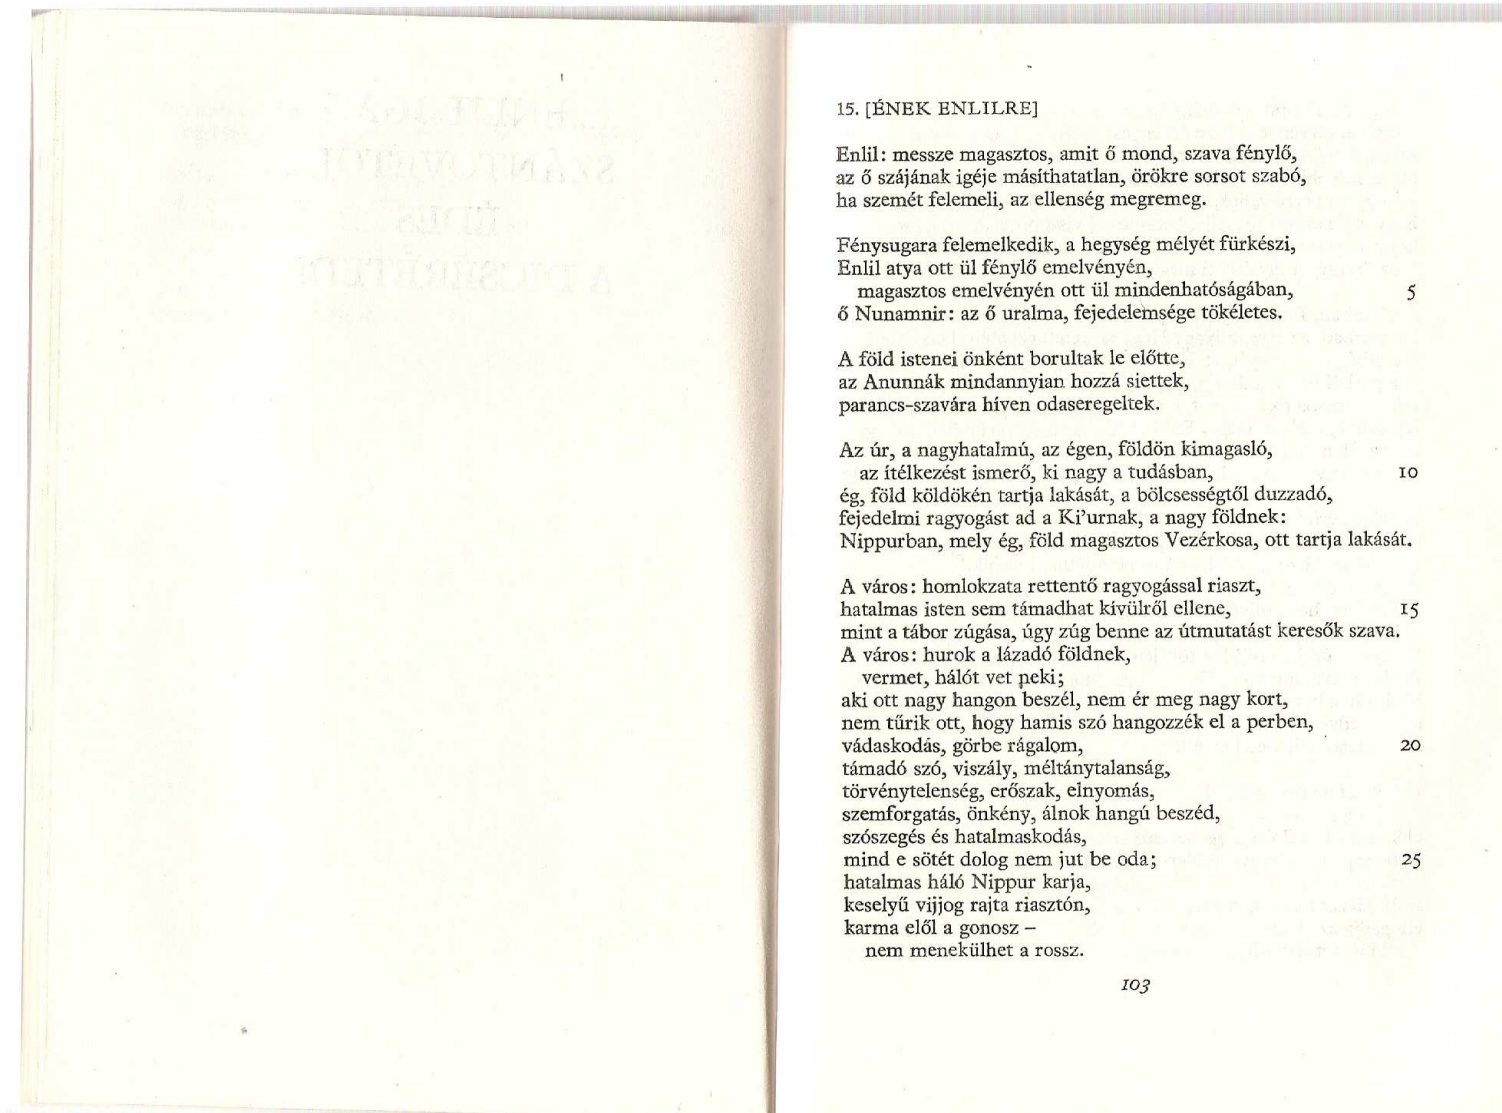 15. [ÉNEK ENLILRE]
Enlil: messze magasztos, amit ő mond, szava fénylő,
az ő szájának igéje másíthatatlan, örökre sorsot szabó,
ha szemét felemeli, az ellenség megremeg.
Fénysugara felemelkedik, a hegység mélyét fürkészi,
Enlil atya ott ül fénylő emelvényén,
magasztos emelvényén ott ül mindenhatóságában, 5
ő Nunamnir: az ő uralma, fejedelemsége tökéletes.
A föld istenei önként borultak le előtte,
az Anunnák mindannyian hozzá siettek,
parancs-szavára híven odaseregeltek.
Az úr, a nagyhatalmú, az égen, földön kimagasló,
az ítélkezést ismerő, ki nagy a tudásban, 10
ég, föld köldökén tartja lakását, a bölcsességtől duzzadó,
fejedelmi ragyogást ad a Ki'urnak, a nagy földnek:
Nippurban, mely ég, föld magasztos Vezérkosa, ott tartja lakását.
A város: homlokzata rettentő ragyogással riaszt,
hatalmas isten sem támadhat kívülről ellene, 15
mint a tábor zúgása, úgy zúg benne az útmutatást keresők szava.
A város: hurok a lázadó földnek,
vermet, hálót vet neki;
aki ott nagy hangon beszél, nem ér meg nagy kort,
nem tűrik ott, hogy hamis szó hangozzék el a perben,
vádaskodás, görbe rágalom, 20
támadó szó, viszály, méltánytalanság,
törvénytelenség, erőszak, elnyomás,
szemforgatás, önkény, álnok hangú beszéd,
szószegés és hatalmaskodás,
mind e sötét dolog nem jut be oda; 25
hatalmas háló Nippur karja,
keselyű vijjog rajta riasztón,
karma elől a gonosz –
nem menekülhet a rossz.
103